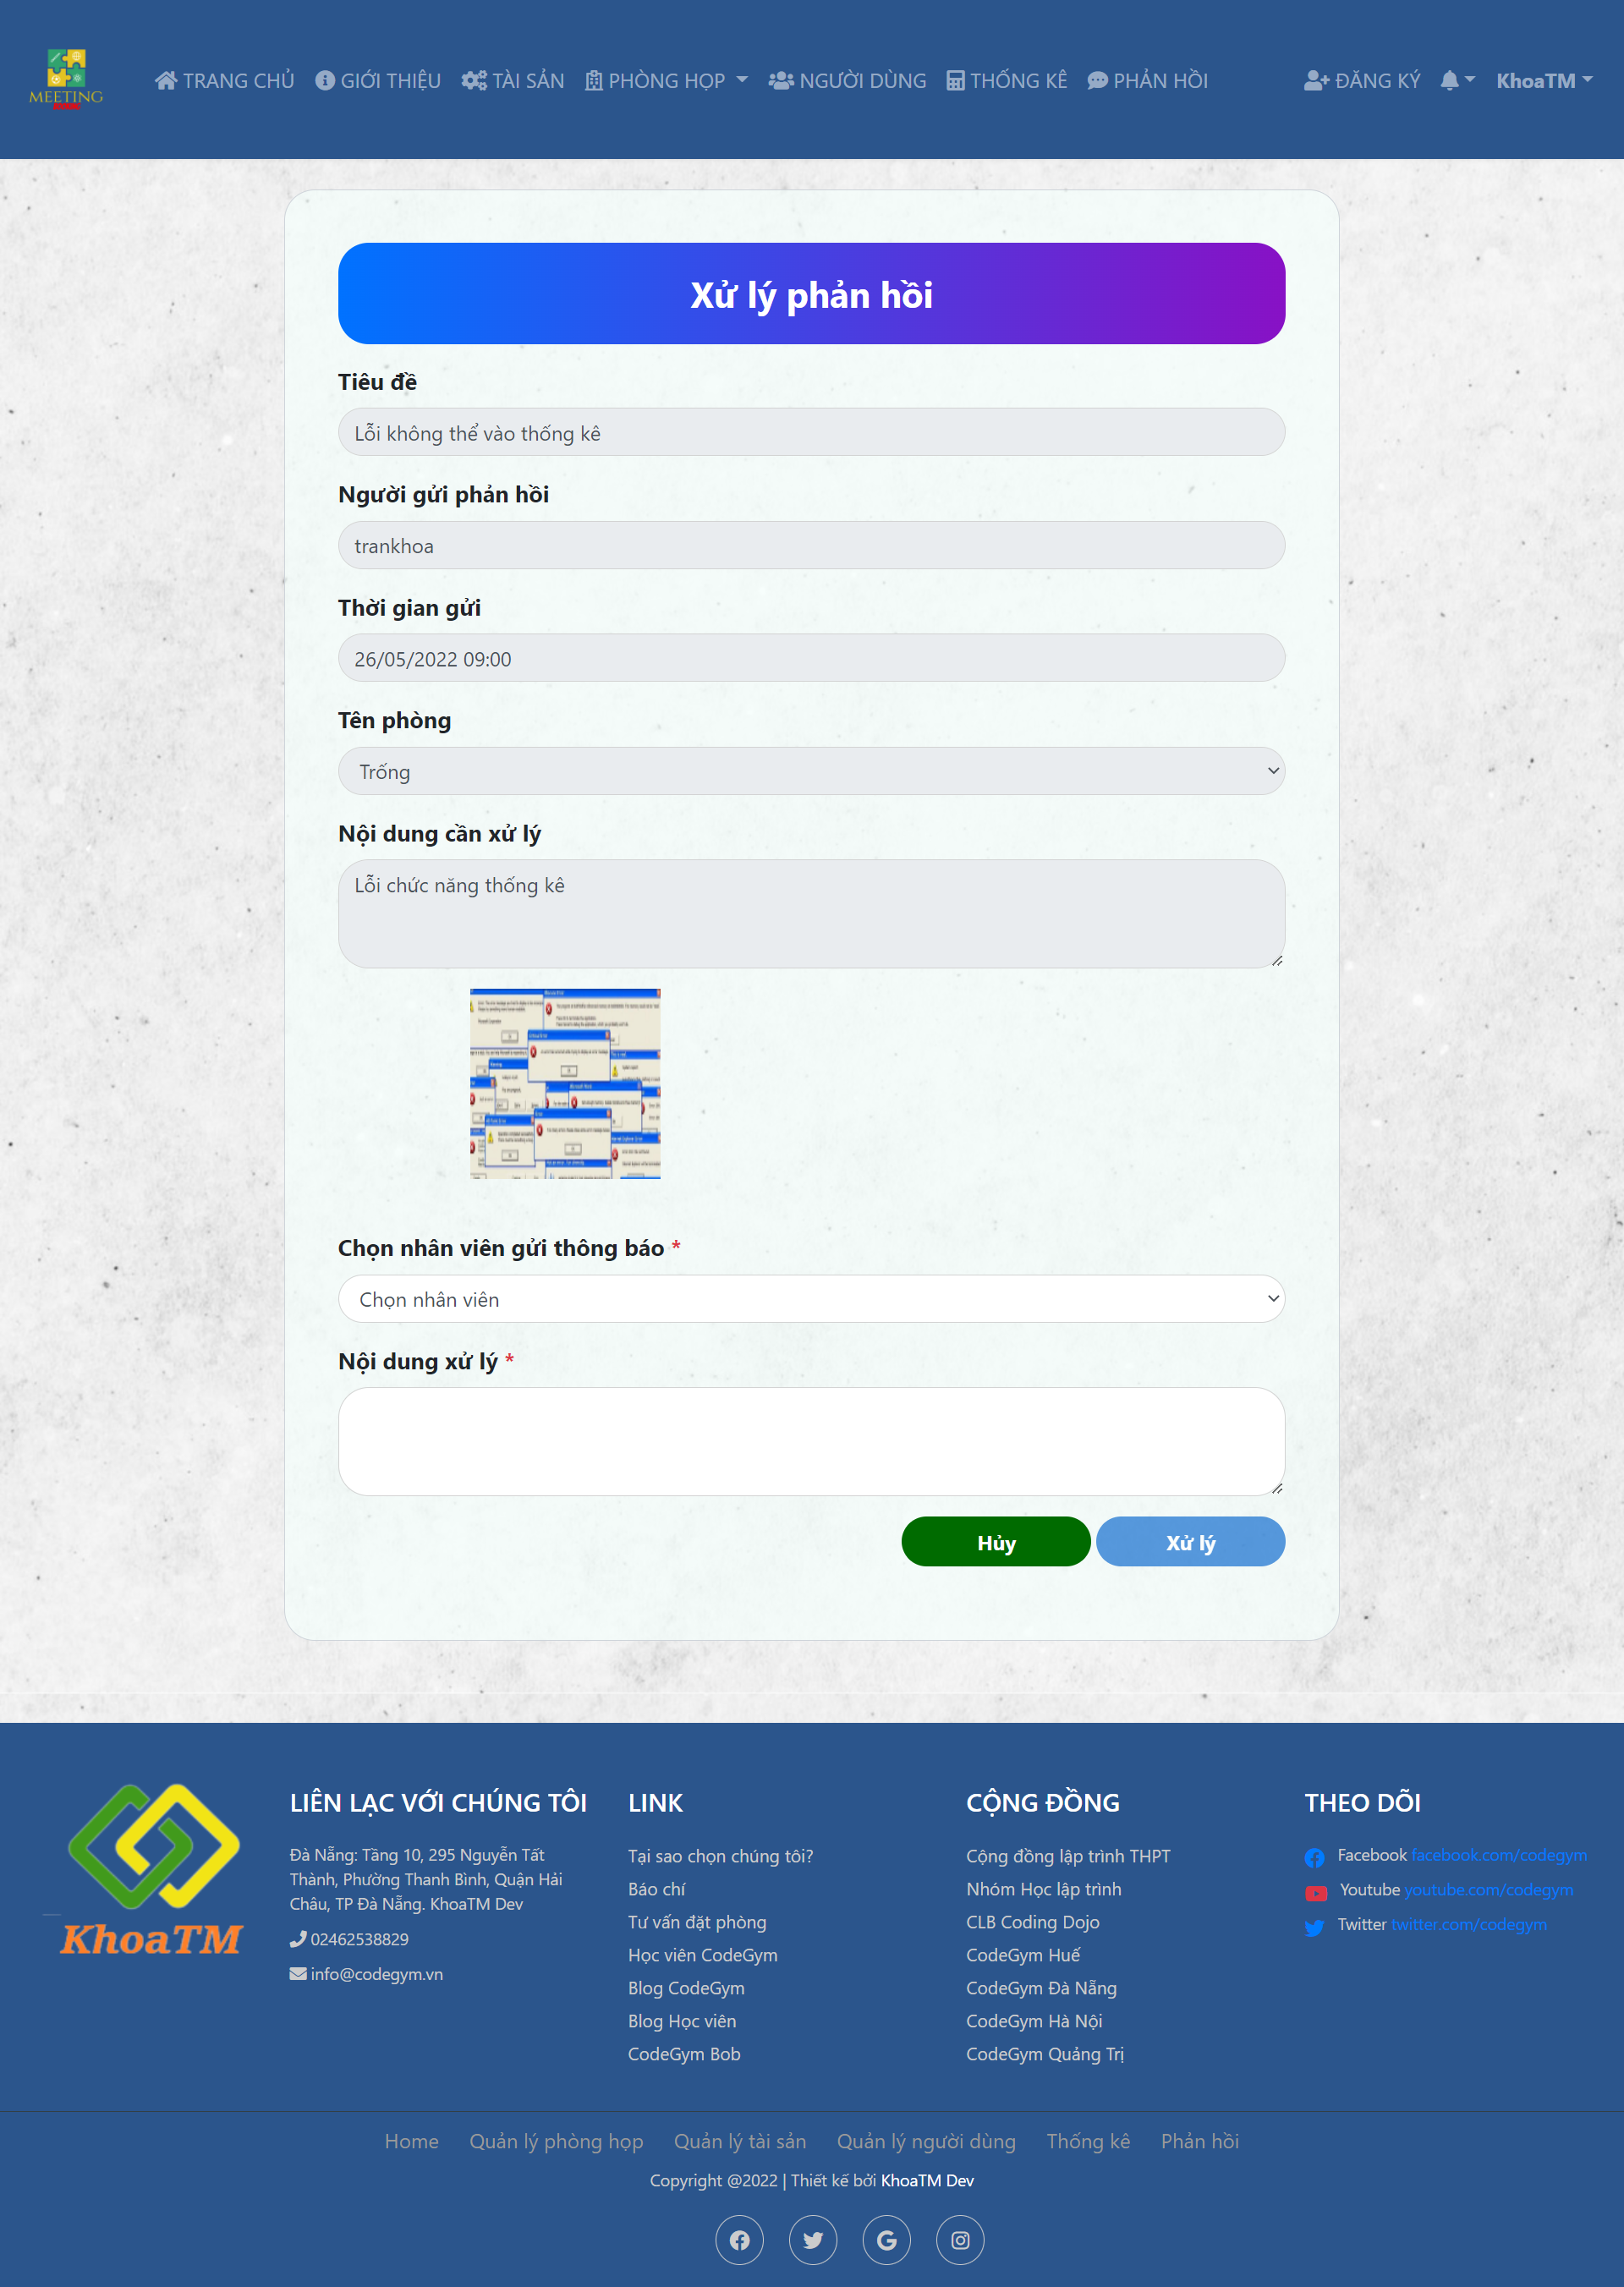 MEETING
TRANG CHỦ
GIỚI THIỆU
TÀI SẢN
PHÒNG HỌP
NGƯỜI DÙNG
THỐNG KÊ
PHẢN HỒI
ĐĂNG KÝ
KhoaTM
Xử lý phản hồi
Tiêu đề
Lỗi không thể vào thống kê
Người gửi phản hồi
trankhoa
Thời gian gửi
26/05/2022 09:00
Tên phòng
Trống
Nội dung cần xử lý
Lỗi chức năng thống kê
Chọn nhân viên gửi thông báo *
Chọn nhân viên
Nội dung xử lý *
Hủy
Xử lý
KhoaTM
LIÊN LẠC VỚI CHÚNG TÔI
Đà Nẵng: Tầng 10, 295 Nguyễn Tất
Thành, Phường Thanh Bình, Quận Hải
Châu, TP Đà Nẵng. KhoaTM Dev
02462538829
info@codegym.vn
LINK
Tại sao chọn chúng tôi?
Báo chí
Tư vấn đặt phòng
Học viên CodeGym
Blog CodeGym
Blog Học viên
CodeGym Bob
CỘNG ĐỒNG
Cộng đồng lập trình THPT
Nhóm Học lập trình
CLB Coding Dojo
CodeGym Huế
CodeGym Đà Nẵng
CodeGym Hà Nội
CodeGym Quảng Trị
THEO DÕI
Facebook facebook.com/codegym
Youtube youtube.com/codegym
Twitter twitter.com/codegym
Home
Quản lý phòng họp
Quản lý tài sản
Quản lý người dùng
Thống kê
Phản hồi
Copyright @2022 | Thiết kế bởi KhoaTM Dev